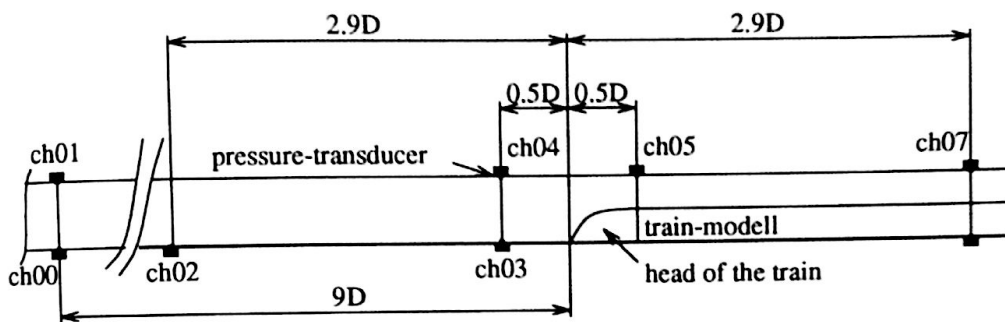 2.9D 2.9D
0.5D 0.5D
ch01 pressure-transducer ch04 ch05 ch07
train-modell
ch00 ch02 ch03 head of the train
9D